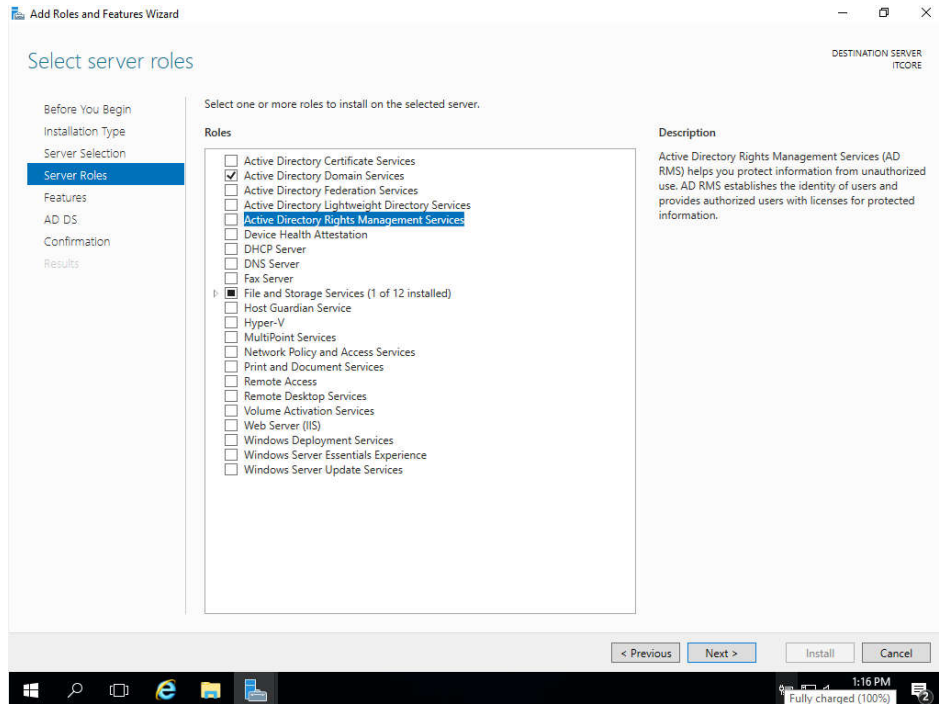 Add Roles and Features Wizard
Select server roles
DESTINATION SERVER
ITCORE
Before You Begin
Installation Type
Server Selection
Server Roles
Features
AD DS
Confirmation
Results
Select one or more roles to install on the selected server.
Roles
Active Directory Certificate Services
Active Directory Domain Services
Active Directory Federation Services
Active Directory Lightweight Directory Services
Active Directory Rights Management Services
Device Health Attestation
DHCP Server
DNS Server
Fax Server
File and Storage Services (1 of 12 installed)
Host Guardian Service
Hyper-V
MultiPoint Services
Network Policy and Access Services
Print and Document Services
Remote Access
Remote Desktop Services
Volume Activation Services
Web Server (IIS)
Windows Deployment Services
Windows Server Essentials Experience
Windows Server Update Services
Description
Active Directory Rights Management Services (AD
RMS) helps you protect information from unauthorized
use. AD RMS establishes the identity of users and
provides authorized users with licenses for protected
information.
< Previous
Next >
Install
Cancel
1:16 PM
Fully charged (100%)
2